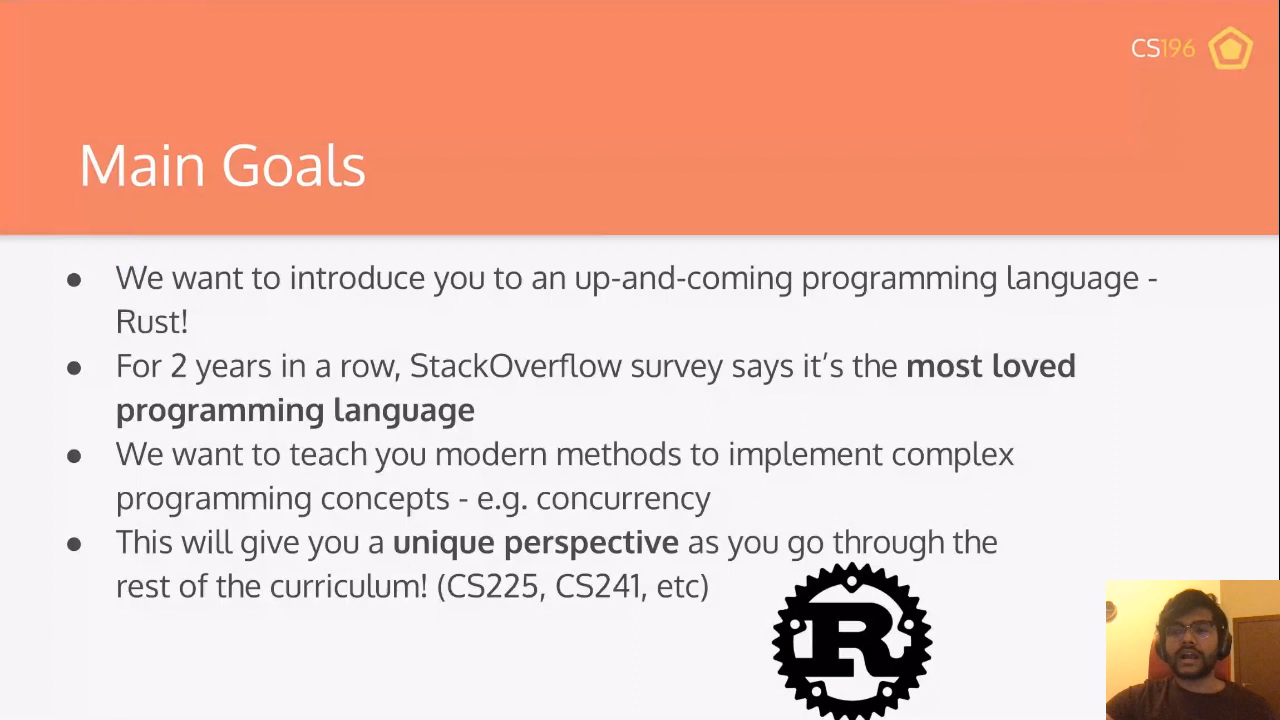 CS196
Main Goals
● We want to introduce you to an up-and-coming programming language -
Rust!
● For 2 years in a row, StackOverflow survey says it’s the most loved
programming language
● We want to teach you modern methods to implement complex
programming concepts - e.g. concurrency
● This will give you a unique perspective as you go through the
rest of the curriculum! (CS225, CS241, etc)
R